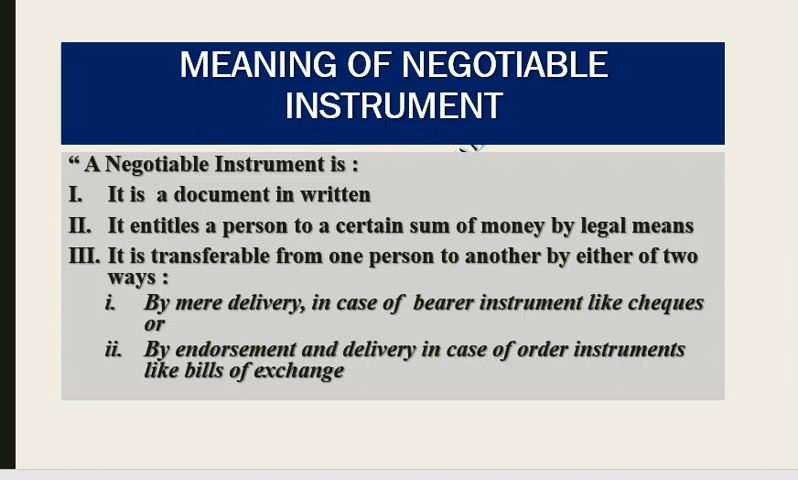 MEANING OF NEGOTIABLE
INSTRUMENT
“ A Negotiable Instrument is :
I. It is a document in written
II. It entitles a person to a certain sum of money by legal means
III. It is transferable from one person to another by either of two
ways :
i. By mere delivery, in case of bearer instrument like cheques
or
ii. By endorsement and delivery in case of order instruments
like bills of exchange